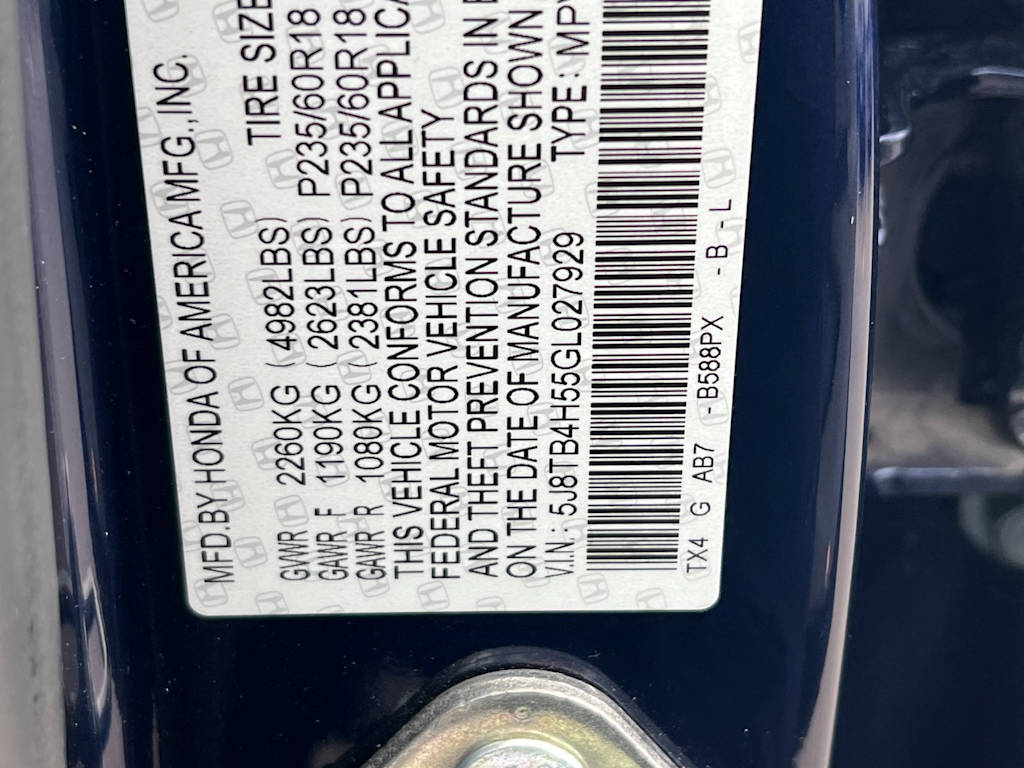 MFD.BY HONDA OF AMERICA MFG.,INC.
TIRE SIZE
GVWR 2260KG (4982LBS)
GAWR F 1190KG (2623LBS) P235/60R18
GAWR R 1080KG (2381LBS) P235/60R18
THIS VEHICLE CONFORMS TO ALL APPLICA
FEDERAL MOTOR VEHICLE SAFETY
AND THEFT PREVENTION STANDARDS IN E
ON THE DATE OF MANUFACTURE SHOWN
V.I.N.: 5J8TB4H55GL027929 TYPE : MPV
TX4 G AB7 - B588PX - B - L